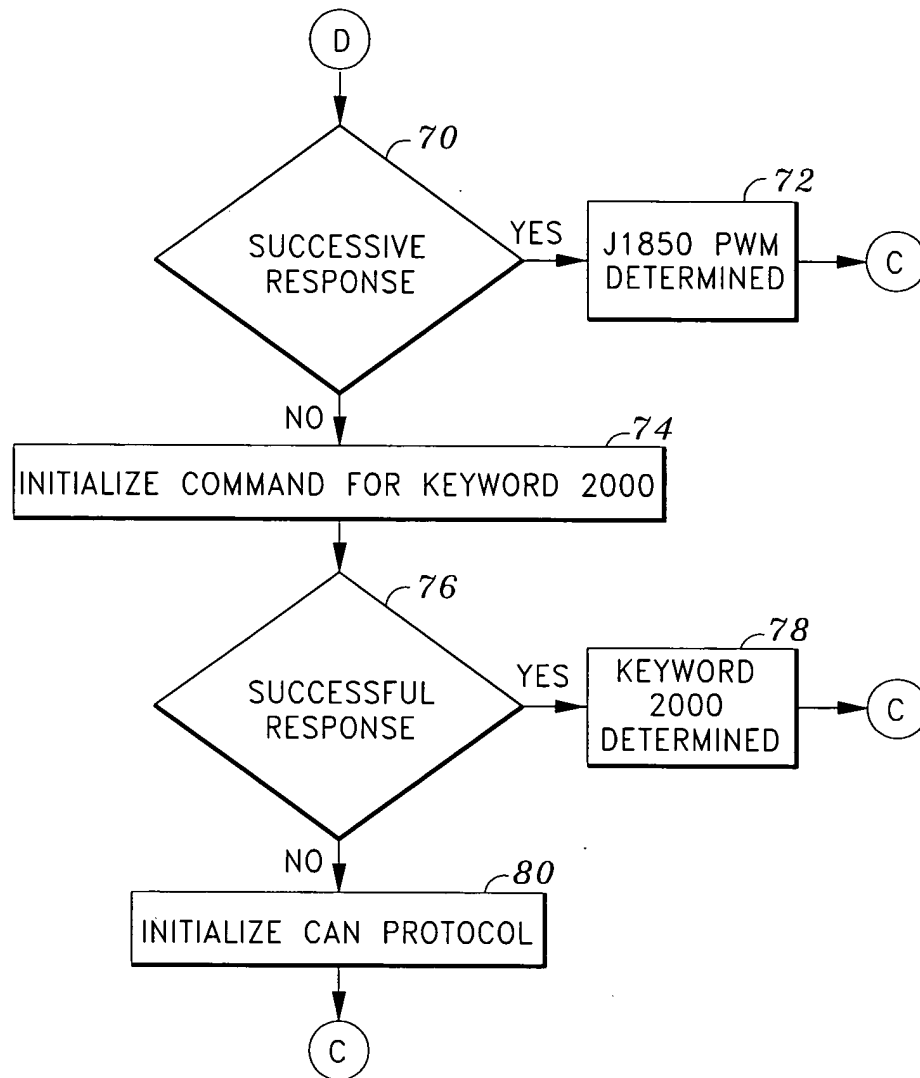 D
70
SUCCESSIVE
RESPONSE
YES
72
J1850 PWM
DETERMINED
C
NO
74
INITIALIZE COMMAND FOR KEYWORD 2000
76
SUCCESSFUL
RESPONSE
YES
78
KEYWORD
2000
DETERMINED
C
NO
80
INITIALIZE CAN PROTOCOL
C